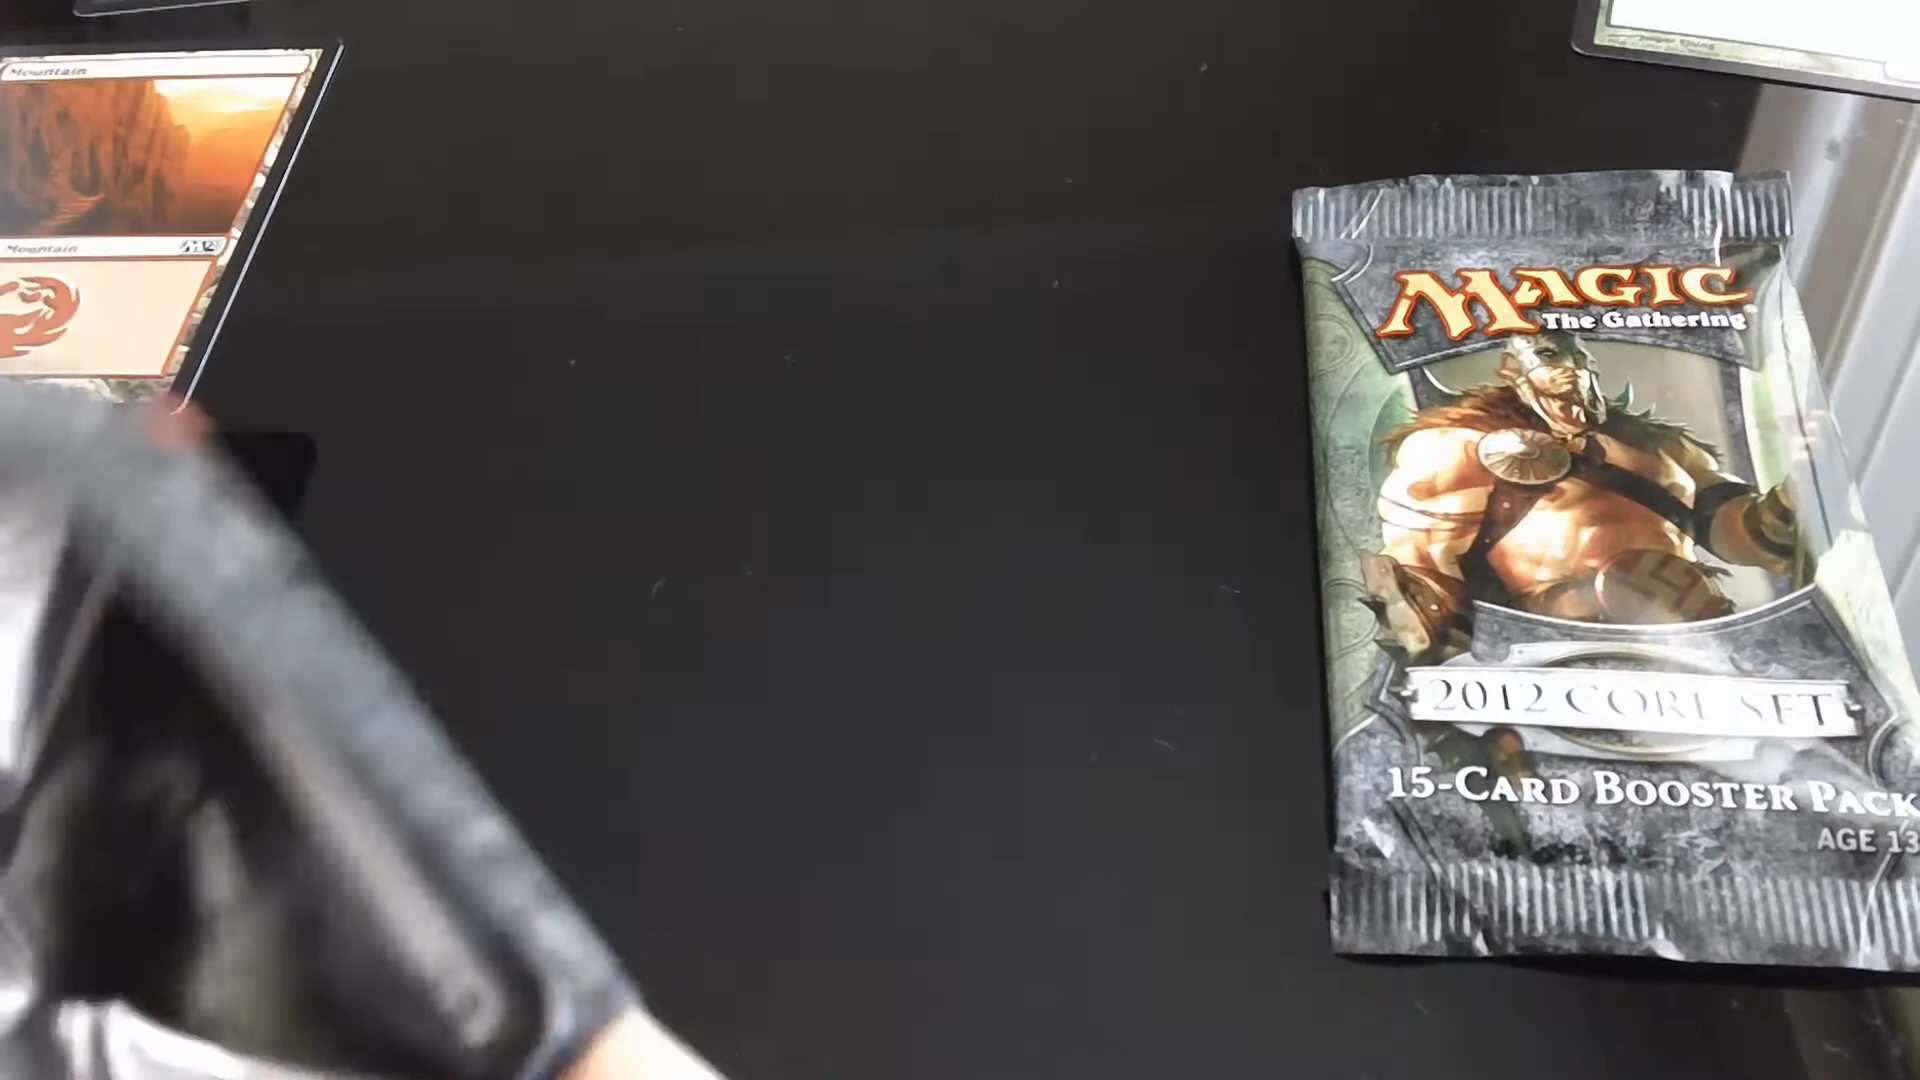 Mountain
Mountain
MAGIC
The Gathering®
2012 CORE SET
15-CARD BOOSTER PACK
AGE 13